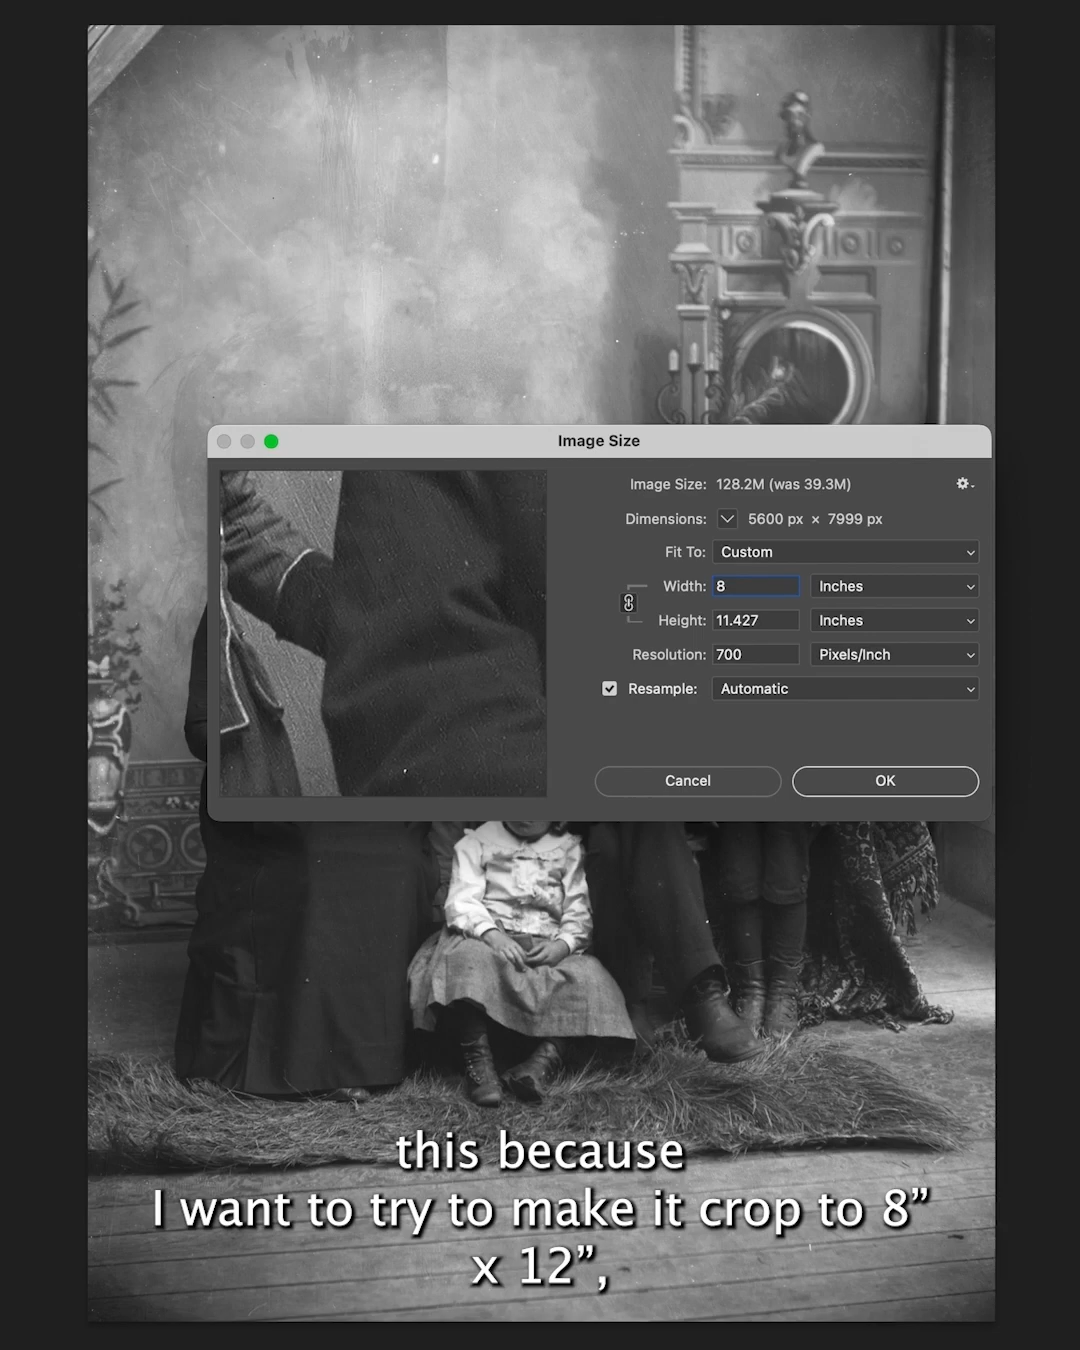 Image Size
Image Size: 128.2M (was 39.3M)
Dimensions: 5600 px × 7999 px
Fit To: Custom
Width: 8 Inches
Height: 11.427 Inches
Resolution: 700 Pixels/Inch
Resample: Automatic
Cancel OK
this because
I want to try to make it crop to 8”
x 12”,